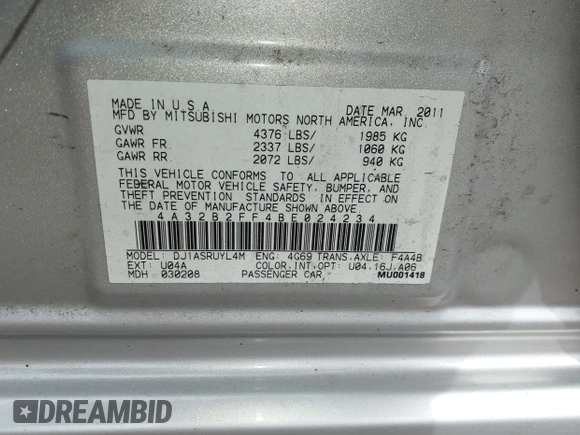 MADE IN U.S.A. DATE MAR 2011
MFD BY MITSUBISHI MOTORS NORTH AMERICA, INC.
GVWR 4376 LBS/ 1985 KG
GAWR FR 2337 LBS/ 1060 KG
GAWR RR 2072 LBS/ 940 KG
THIS VEHICLE CONFORMS TO ALL APPLICABLE
FEDERAL MOTOR VEHICLE SAFETY, BUMPER, AND
THEFT PREVENTION STANDARDS IN EFFECT ON
THE DATE OF MANUFACTURE SHOWN ABOVE.
4A32B2FF4BE024234
MODEL: DJ1ASRUYL4M ENG: 4G69 TRANS,AXLE: F4A4B
EXT: U04A COLOR,INT,OPT: U04,16J,A06
MDH 030208 PASSENGER CAR MU001418
DREAMBID